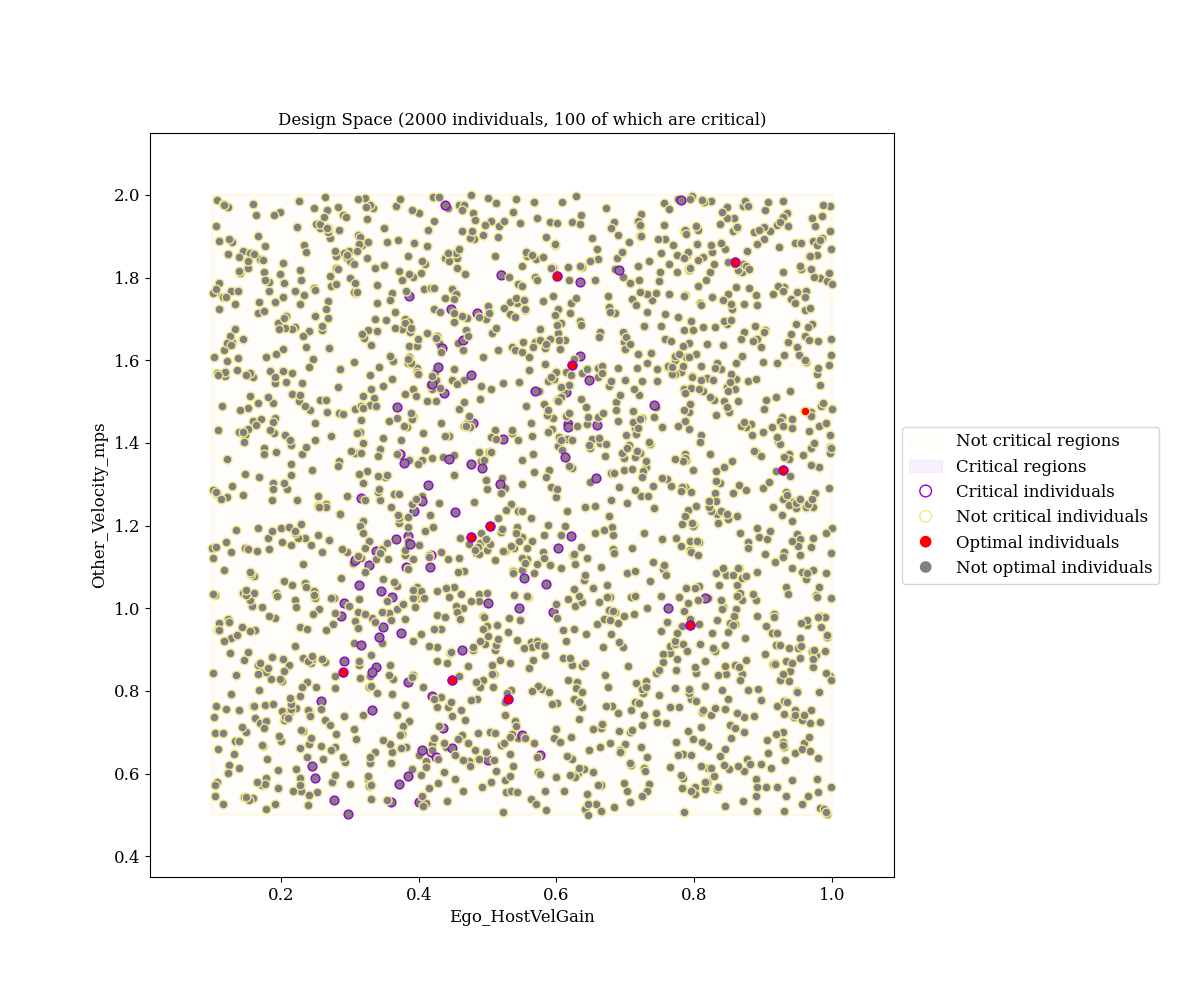 Design Space (2000 individuals, 100 of which are critical)
2.0
1.8
1.6
1.4
1.2
1.0
0.8
0.6
0.4
Other_Velocity_mps
0.2
0.4
0.6
0.8
1.0
Ego_HostVelGain
Not critical regions
Critical regions
Critical individuals
Not critical individuals
Optimal individuals
Not optimal individuals